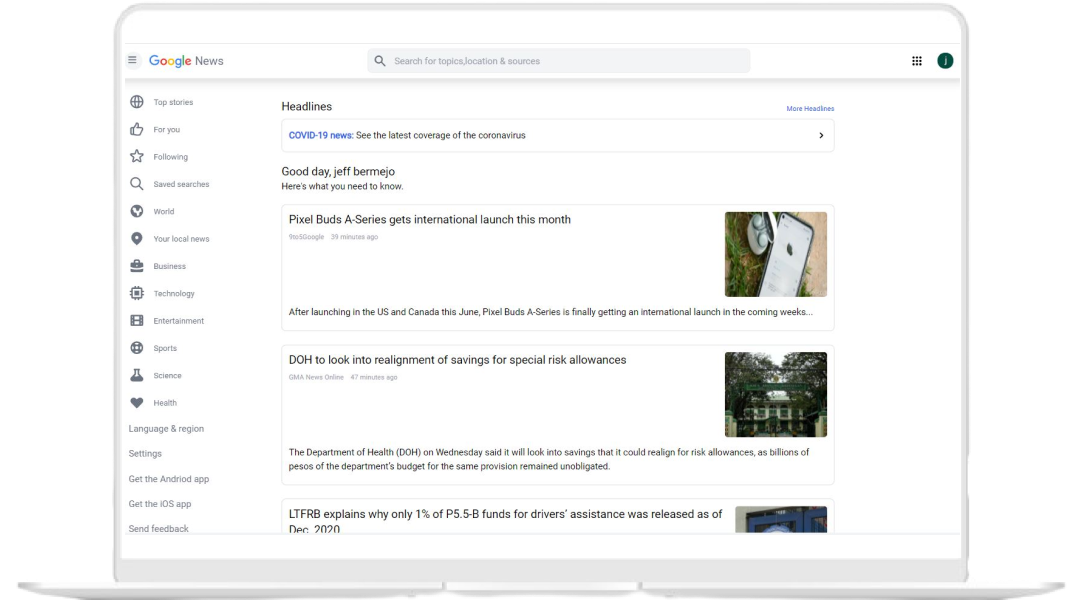 Google News
Search for topics,location & sources
j
Top stories
For you
Following
Saved searches
World
Your local news
Business
Technology
Entertainment
Sports
Science
Health
Language & region
Settings
Get the Andriod app
Get the iOS app
Send feedback
Headlines
More Headlines
COVID-19 news: See the latest coverage of the coronavirus
Good day, jeff bermejo
Here's what you need to know.
Pixel Buds A-Series gets international launch this month
9to5Google 39 minutes ago
After launching in the US and Canada this June, Pixel Buds A-Series is finally getting an international launch in the coming weeks...
DOH to look into realignment of savings for special risk allowances
GMA News Online 47 minutes ago
The Department of Health (DOH) on Wednesday said it will look into savings that it could realign for risk allowances, as billions of
pesos of the department's budget for the same provision remained unobligated.
LTFRB explains why only 1% of P5.5-B funds for drivers' assistance was released as of
Dec. 2020